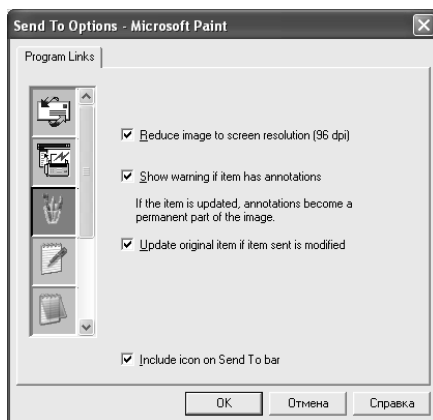 Send To Options - Microsoft Paint
Program Links
Reduce image to screen resolution (96 dpi)
Show warning if item has annotations
If the item is updated, annotations become a
permanent part of the image.
Update original item if item sent is modified
Include icon on Send To bar
OK
Отмена
Справка